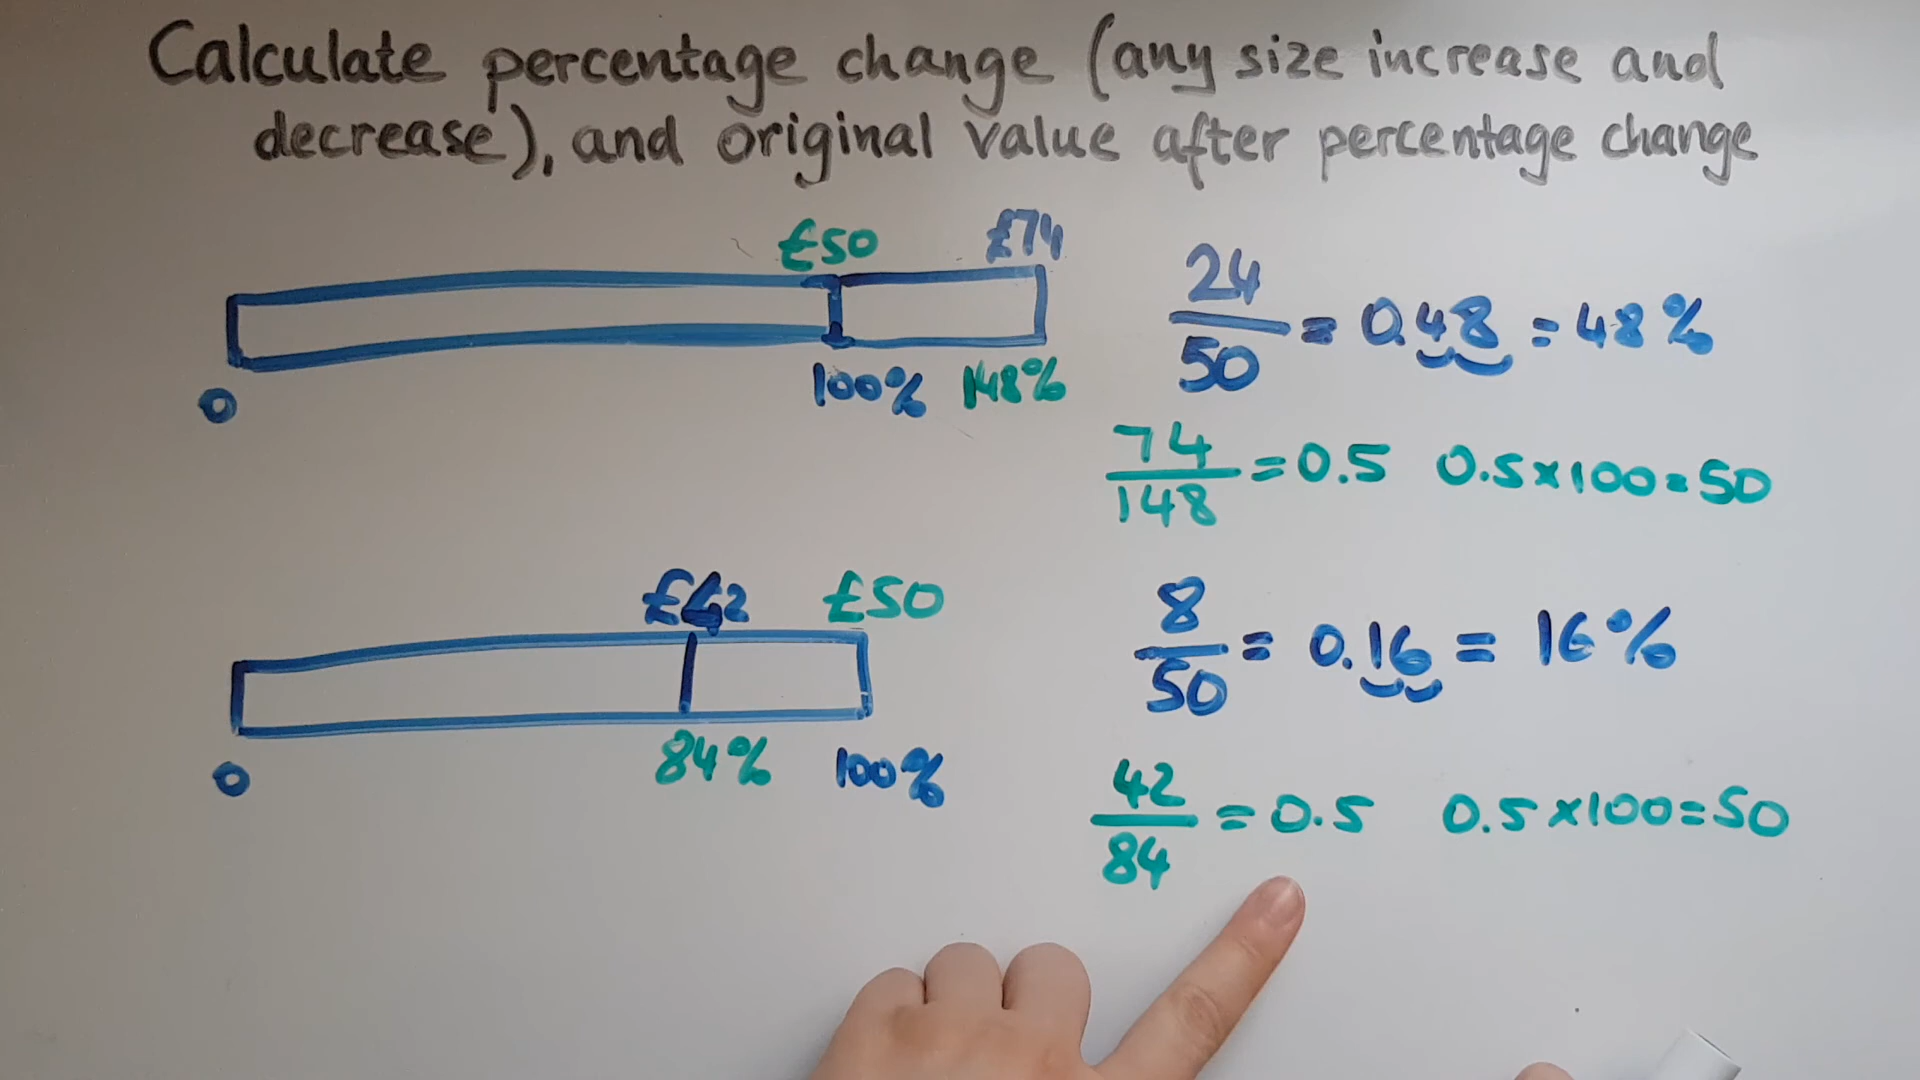 Calculate percentage change (any size increase and
decrease), and original value after percentage change
£50 £74
0 100% 148%
24/50 = 0.48 = 48%
74/148 = 0.5 0.5×100=50
£42 £50
0 84% 100%
8/50 = 0.16 = 16%
42/84 = 0.5 0.5×100=50